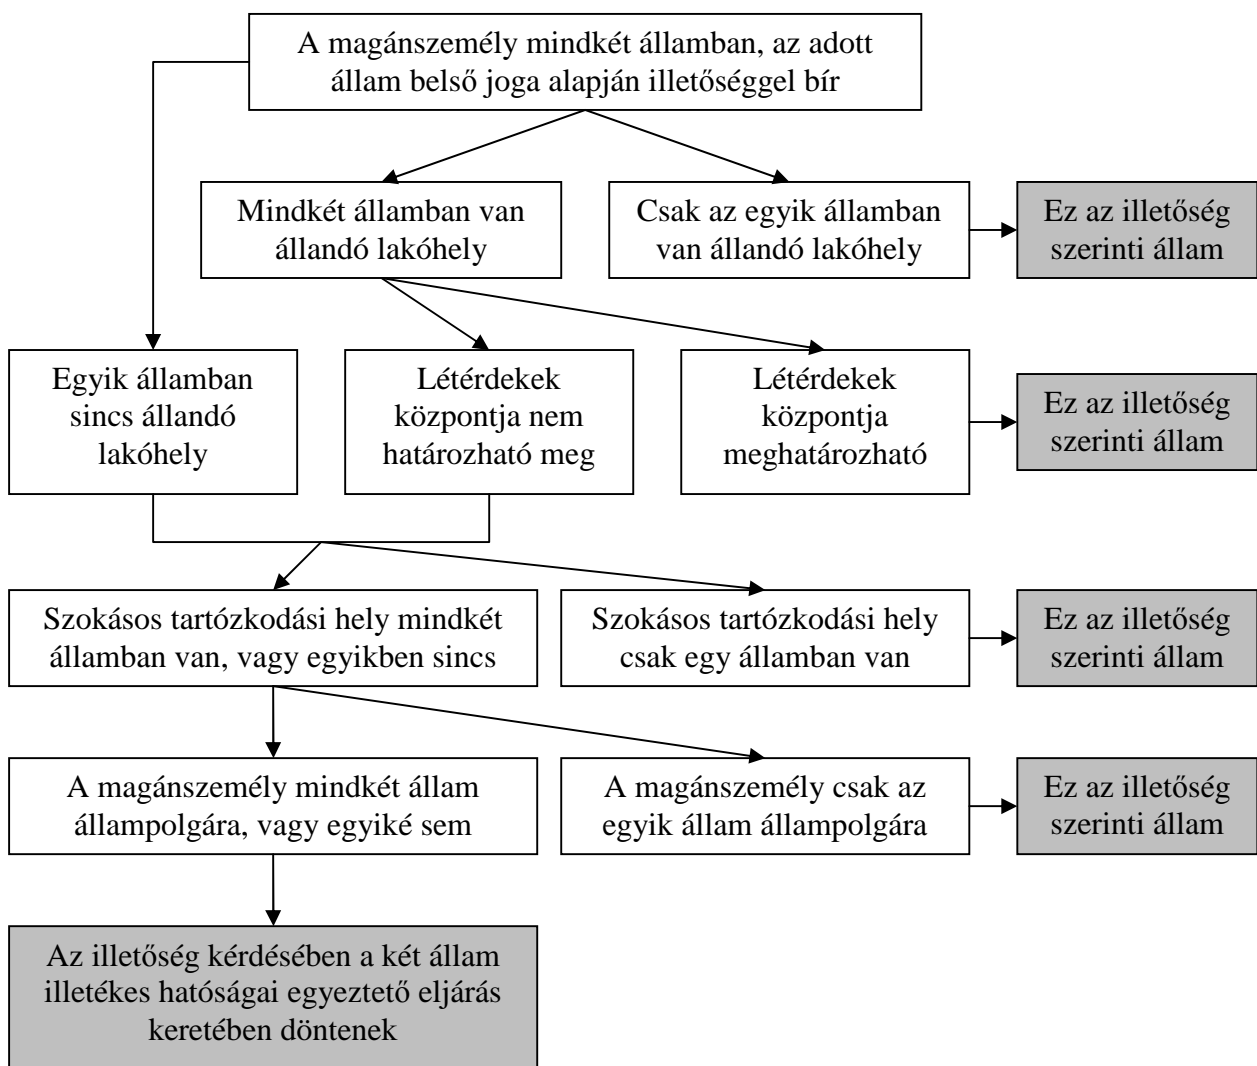 A magánszemély mindkét államban, az adott
állam belső joga alapján illetőséggel bír
Mindkét államban van
állandó lakóhely
Csak az egyik államban
van állandó lakóhely
Ez az illetőség
szerinti állam
Egyik államban
sincs állandó
lakóhely
Létérdekek
központja nem
határozható meg
Létérdekek
központja
meghatározható
Ez az illetőség
szerinti állam
Szokásos tartózkodási hely mindkét
államban van, vagy egyikben sincs
Szokásos tartózkodási hely
csak egy államban van
Ez az illetőség
szerinti állam
A magánszemély mindkét állam
állampolgára, vagy egyiké sem
A magánszemély csak az
egyik állam állampolgára
Ez az illetőség
szerinti állam
Az illetőség kérdésében a két állam
illetékes hatóságai egyeztető eljárás
keretében döntenek